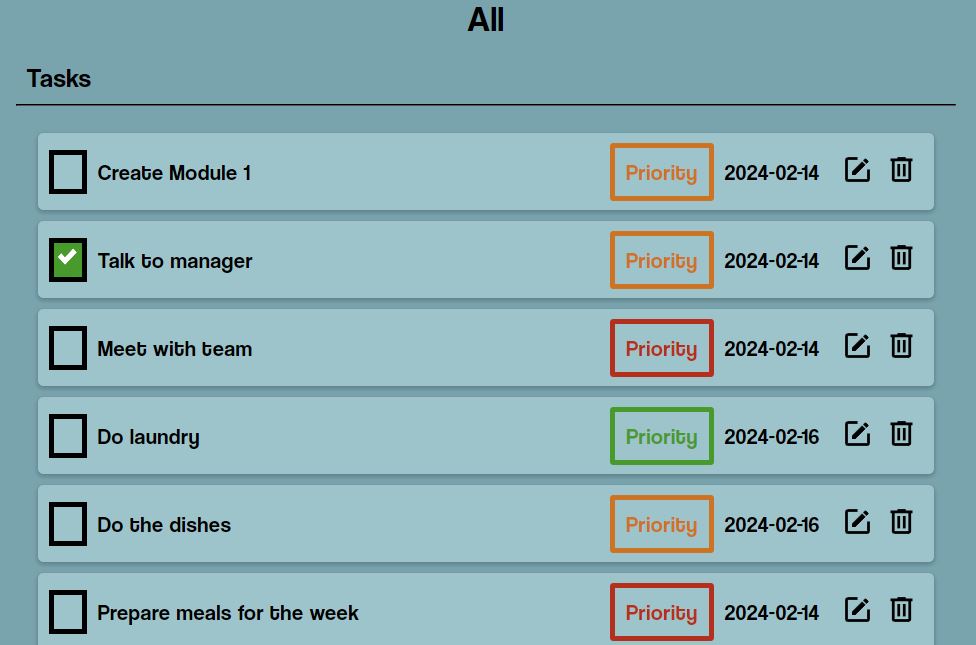 All
Tasks
Create Module 1 Priority 2024-02-14
Talk to manager Priority 2024-02-14
Meet with team Priority 2024-02-14
Do laundry Priority 2024-02-16
Do the dishes Priority 2024-02-16
Prepare meals for the week Priority 2024-02-14